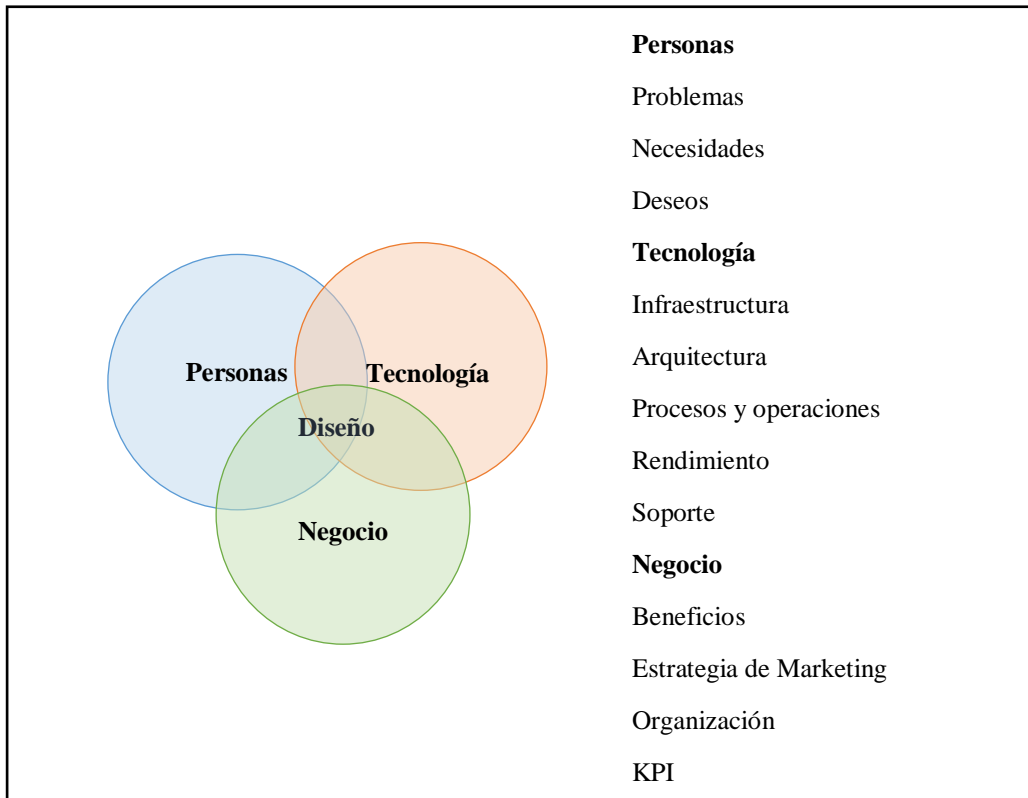 Personas
Tecnología
Diseño
Negocio
Personas
Problemas
Necesidades
Deseos
Tecnología
Infraestructura
Arquitectura
Procesos y operaciones
Rendimiento
Soporte
Negocio
Beneficios
Estrategia de Marketing
Organización
KPI